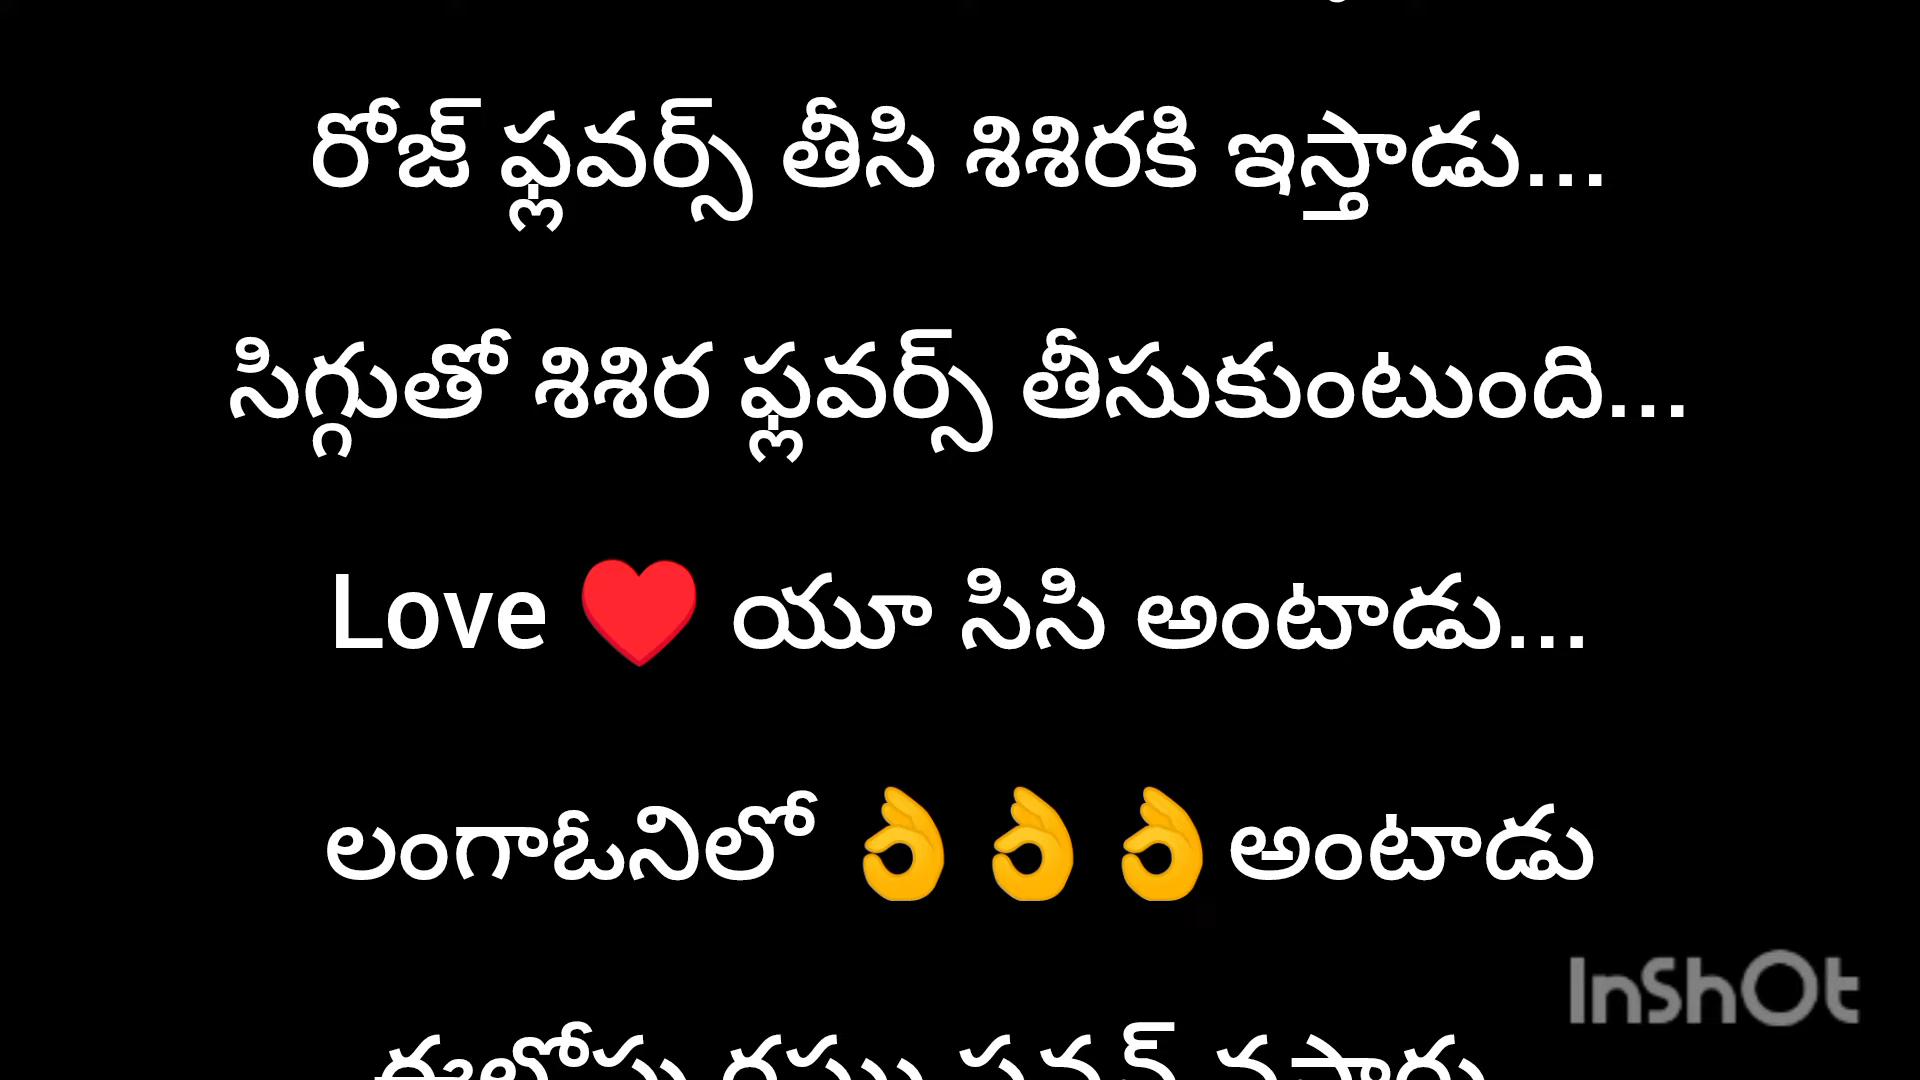 రోజ్ ఫ్లవర్స్ తీసి శిశిరకి ఇస్తాడు...
సిగ్గుతో శిశిర ఫ్లవర్స్ తీసుకుంటుంది...
Love ♥️ యూ సిసి అంటాడు...
లంగాఓనిలో 👌👌👌అంటాడు
InShOt